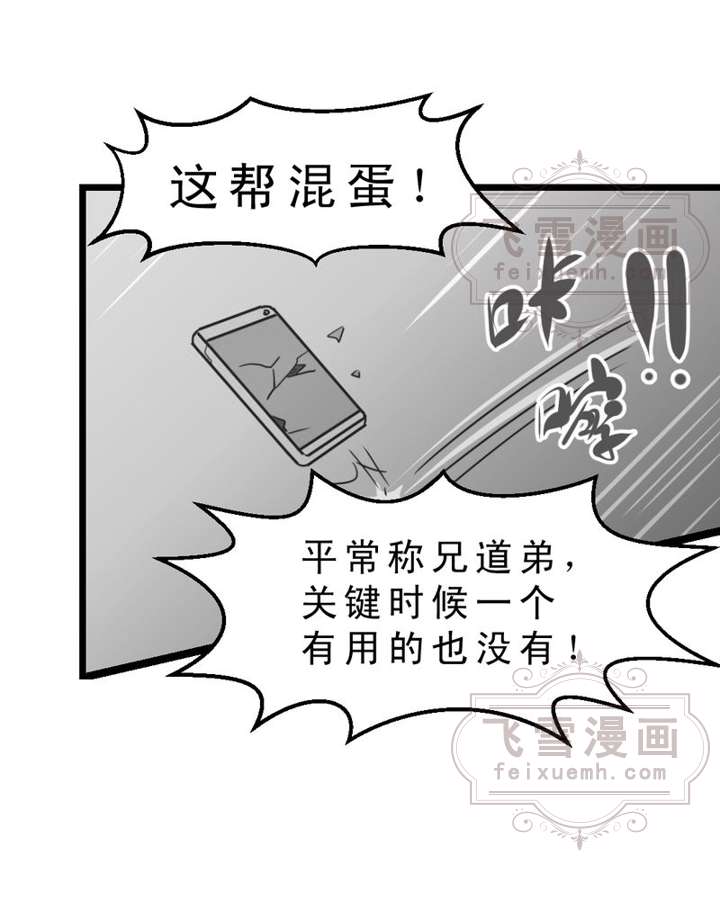 这帮混蛋！
飞雪漫画
feixuemh.com
咔
嚓!!
平常称兄道弟，
关键时候一个
有用的也没有！
飞雪漫画
feixuemh.com